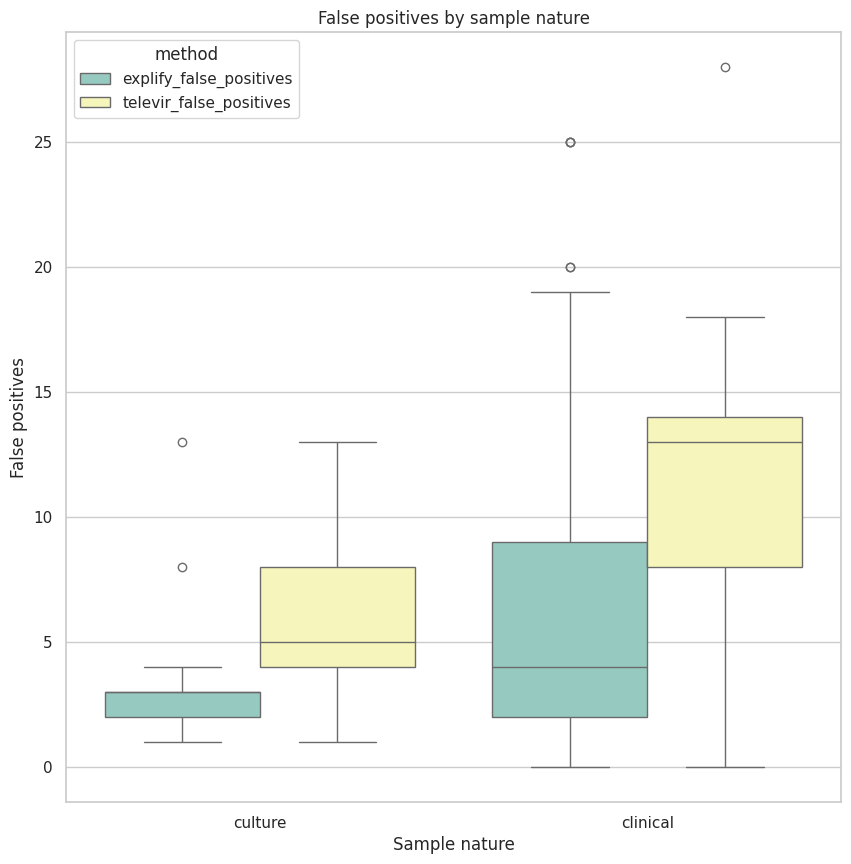 False positives by sample nature
method
explify_false_positives
televir_false_positives
25
20
15
10
5
0
False positives
culture
clinical
Sample nature